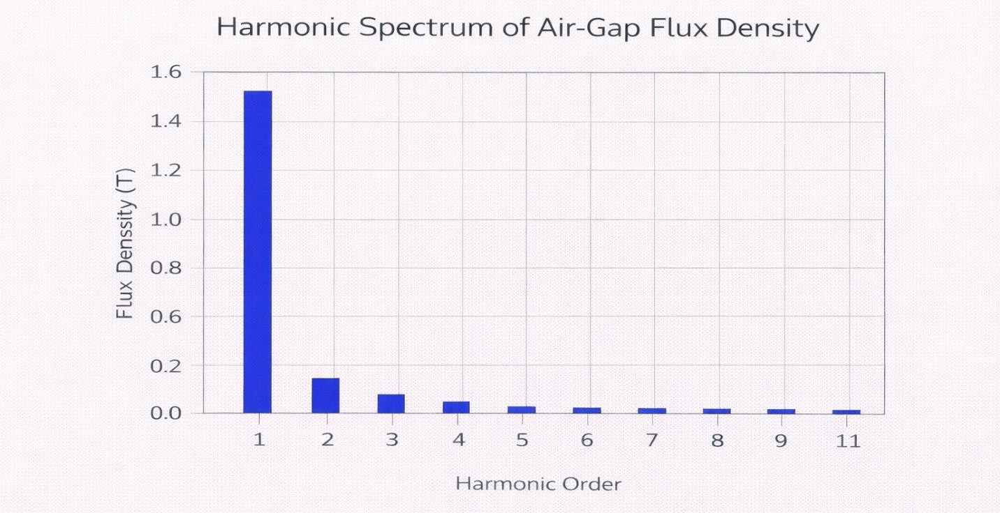 Harmonic Spectrum of Air-Gap Flux Density
Flux Denssity (T)
1.6
1.4
1.2
1.0
0.8
0.6
0.2
0.0
1 2 3 4 5 6 7 8 9 11
Harmonic Order